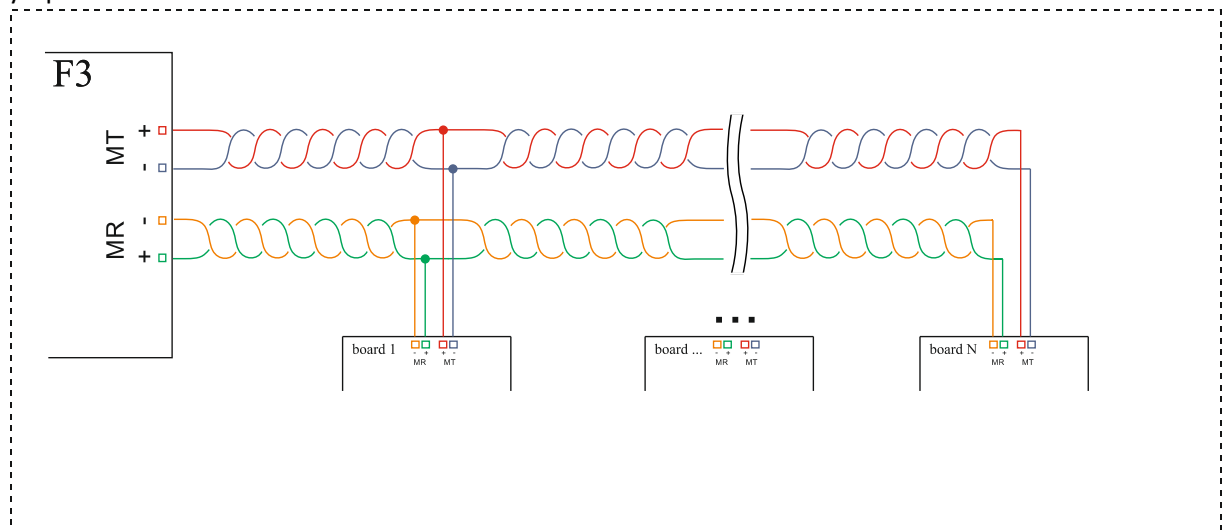 F3
MT + -
MR - +
board 1
- + + -
MR MT
...
board ...
- + + -
MR MT
board N
- + + -
MR MT